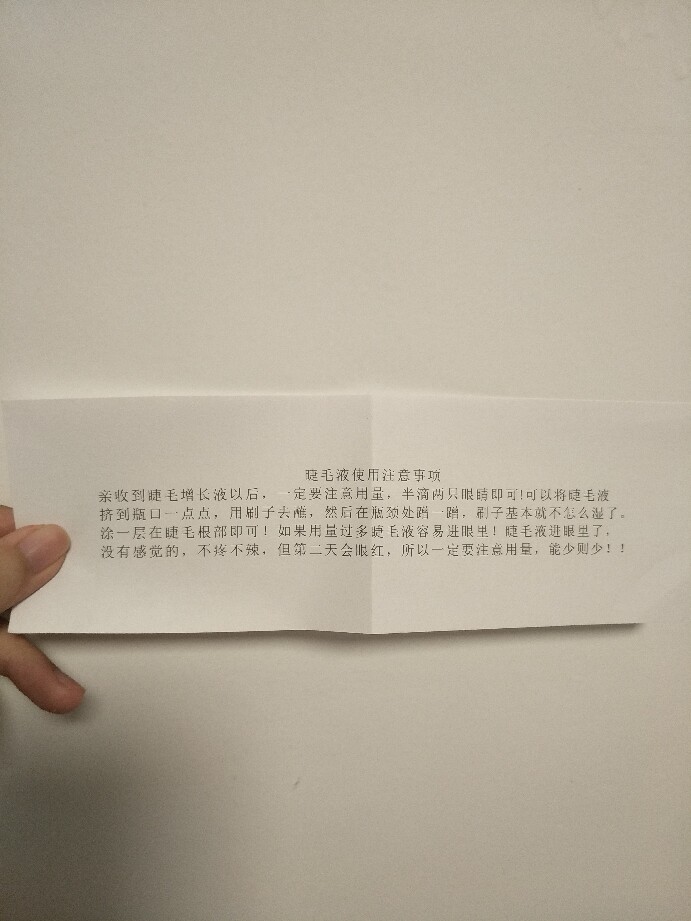 睫毛液使用注意事项
亲收到睫毛增长液以后，一定要注意用量，半滴两只眼睛即可!可以将睫毛液
挤到瓶口一点点，用刷子去蘸，然后在瓶颈处蹭一蹭，刷子基本就不怎么湿了。
涂一层在睫毛根部即可！如果用量过多睫毛液容易进眼里！睫毛液进眼里了，
没有感觉的，不疼不辣，但第二天会眼红，所以一定要注意用量，能少则少！！